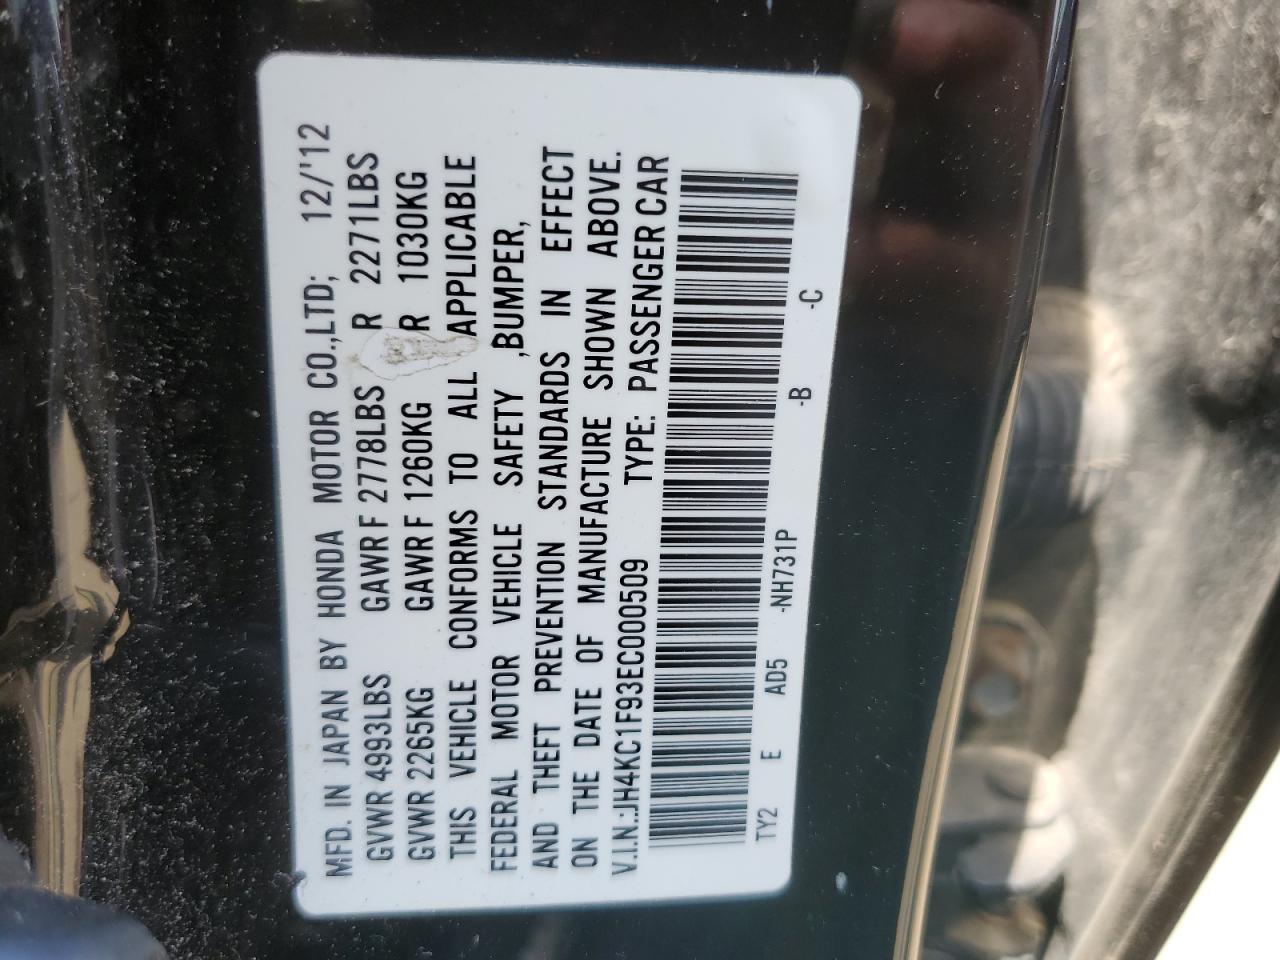 MFD. IN JAPAN BY HONDA MOTOR CO.,LTD; 12/'12
GVWR 4993LBS GAWR F 2778LBS R 2271LBS
GVWR 2265KG GAWR F 1260KG R 1030KG
THIS VEHICLE CONFORMS TO ALL APPLICABLE
FEDERAL MOTOR VEHICLE SAFETY ,BUMPER,
AND THEFT PREVENTION STANDARDS IN EFFECT
ON THE DATE OF MANUFACTURE SHOWN ABOVE.
V.I.N.:JH4KC1F93EC000509 TYPE: PASSENGER CAR
TY2 E AD5 -NH731P -B -C